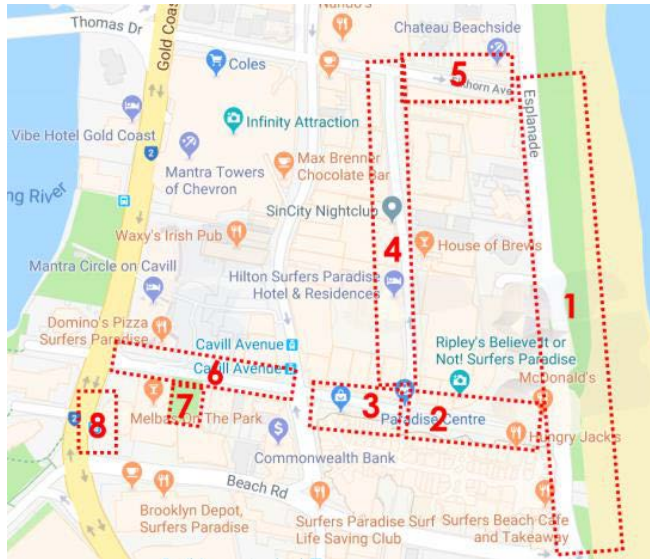 Nando's
Thomas Dr
Gold Coast
Chateau Beachside
Coles
5
Elkhorn Ave
Esplanade
Infinity Attraction
Vibe Hotel Gold Coast
2
Mantra Towers
of Chevron
Max Brenner
Chocolate Bar
ng River
SinCity Nightclub
Waxy's Irish Pub
4
House of Brews
Mantra Circle on Cavill
Hilton Surfers Paradise
Hotel & Residences
1
Domino's Pizza
Surfers Paradise
Cavill Avenue
Cavill Avenue
Ripley's Believe It or
Not! Surfers Paradise
6
McDonald's
Melbas On The Park
7
3
Paradise Centre
2
8
2
Hungry Jack's
Commonwealth Bank
Beach Rd
Brooklyn Depot,
Surfers Paradise
Surfers Paradise Surf
Life Saving Club
Surfers Beach Cafe
and Takeaway